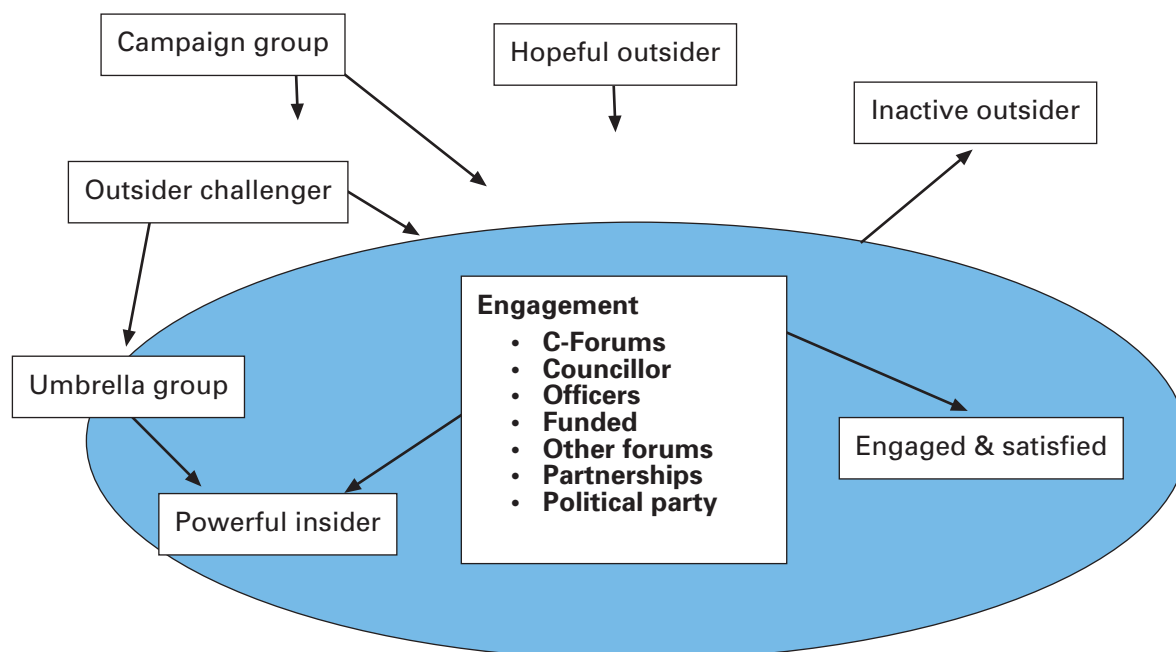 Campaign group
Hopeful outsider
Inactive outsider
Outsider challenger
Engagement
• C-Forums
• Councillor
• Officers
• Funded
• Other forums
• Partnerships
• Political party
Umbrella group
Engaged & satisfied
Powerful insider